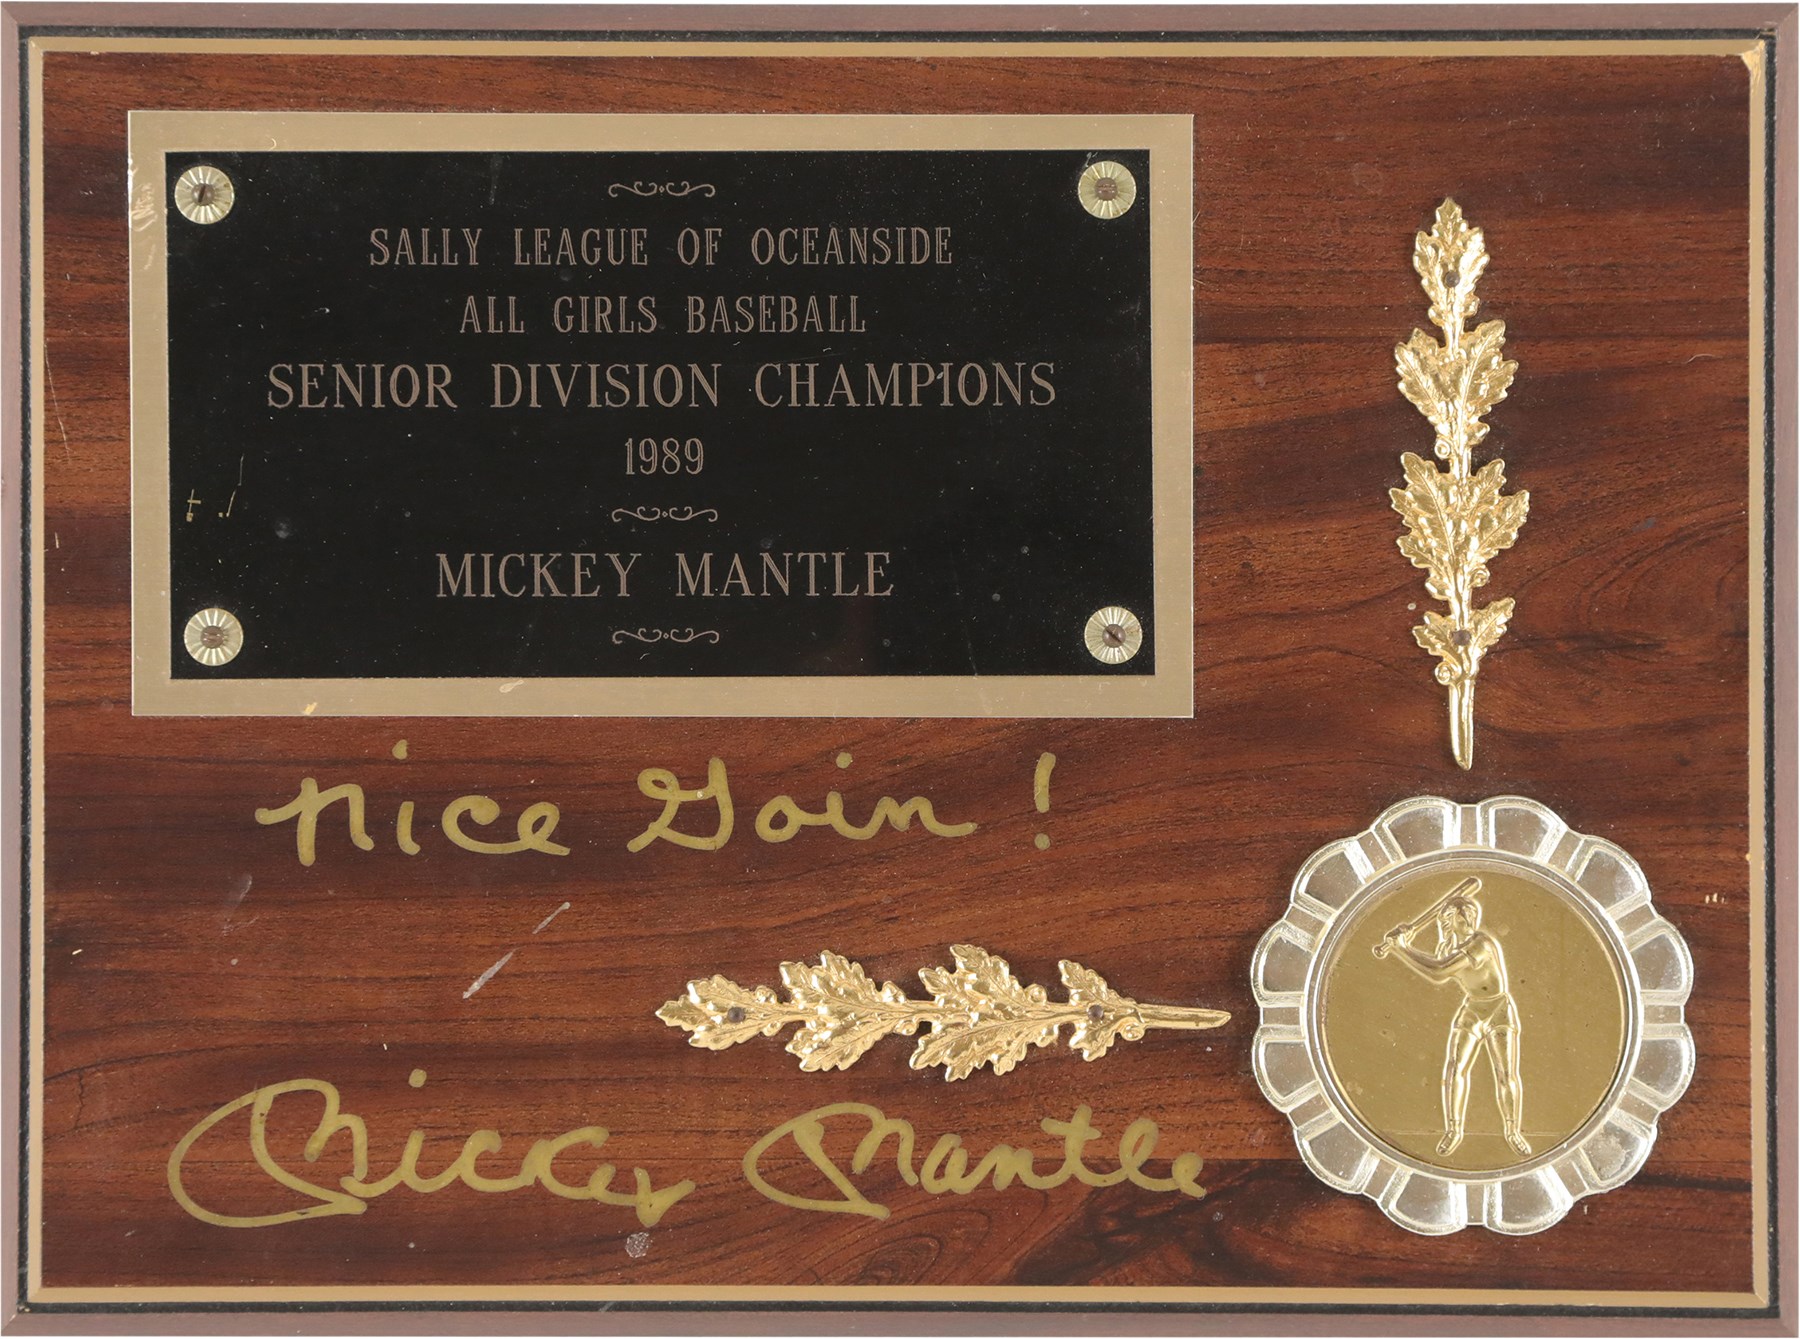 SALLY LEAGUE OF OCEANSIDE
ALL GIRLS BASEBALL
SENIOR DIVISION CHAMPIONS
1989
MICKEY MANTLE
Nice Goin!
Mickey Mantle